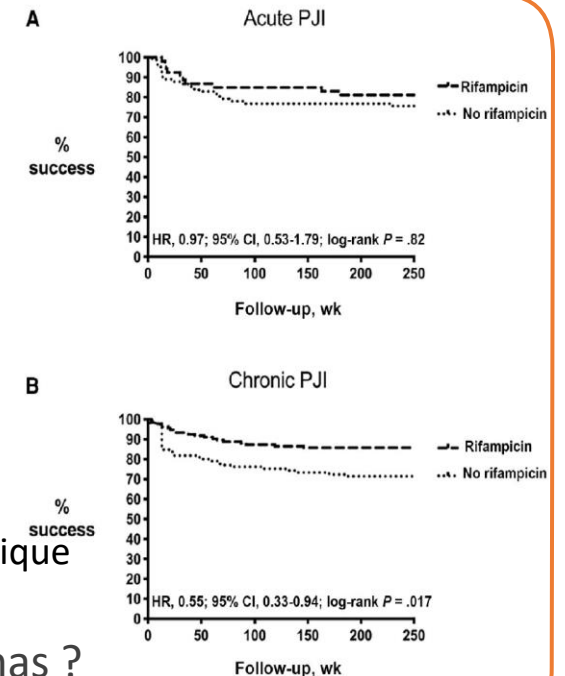 A
Acute PJI
100
90
80
70
60
50
40
30
20
10
0
%
success
Rifampicin
No rifampicin
HR, 0.97; 95% CI, 0.53-1.79; log-rank P = .82
0 50 100 150 200 250
Follow-up, wk
B
Chronic PJI
100
90
80
70
60
50
40
30
20
10
0
%
success
Rifampicin
No rifampicin
ique
HR, 0.55; 95% CI, 0.33-0.94; log-rank P = .017
0 50 100 150 200 250
nas ?
Follow-up, wk